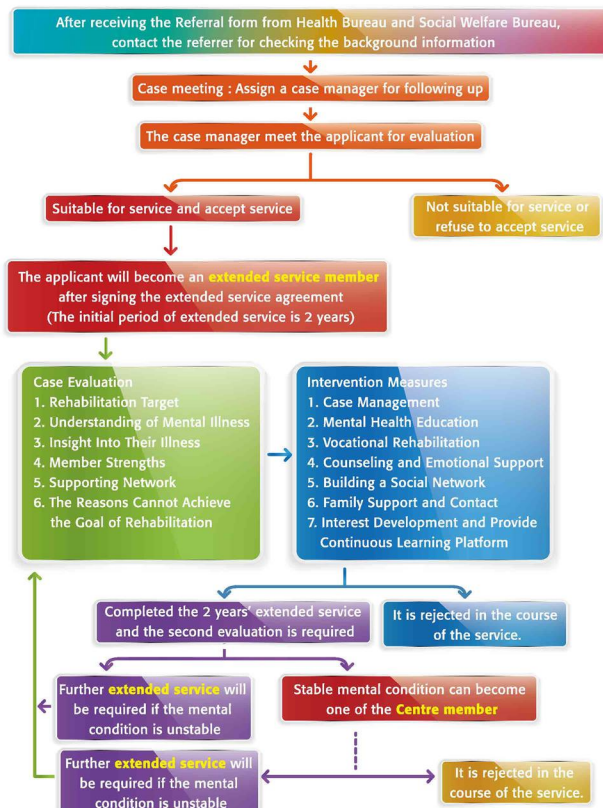 After receiving the Referral form from Health Bureau and Social Welfare Bureau,
contact the referrer for checking the background information
Case meeting : Assign a case manager for following up
The case manager meet the applicant for evaluation
Suitable for service and accept service
Not suitable for service or
refuse to accept service
The applicant will become an extended service member
after signing the extended service agreement
(The initial period of extended service is 2 years)
Case Evaluation
1. Rehabilitation Target
2. Understanding of Mental Illness
3. Insight Into Their Illness
4. Member Strengths
5. Supporting Network
6. The Reasons Cannot Achieve
the Goal of Rehabilitation
Intervention Measures
1. Case Management
2. Mental Health Education
3. Vocational Rehabilitation
4. Counseling and Emotional Support
5. Building a Social Network
6. Family Support and Contact
7. Interest Development and Provide
Continuous Learning Platform
Completed the 2 years' extended service
and the second evaluation is required
It is rejected in the course
of the service.
Further extended service will
be required if the mental
condition is unstable
Stable mental condition can become
one of the Centre member
Further extended service will
be required if the mental
condition is unstable
It is rejected in the
course of the service.